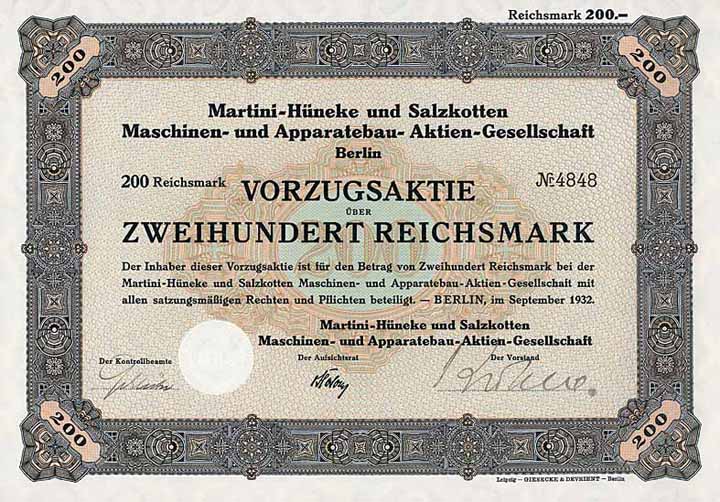 Reichsmark 200.–
200
200
Martini-Hüneke und Salzkotten
Maschinen- und Apparatebau- Aktien-Gesellschaft
Berlin
200 Reichsmark VORZUGSAKTIE № 4848
ÜBER
ZWEIHUNDERT REICHSMARK
Der Inhaber dieser Vorzugsaktie ist für den Betrag von Zweihundert Reichsmark bei der
Martini-Hüneke und Salzkotten Maschinen- und Apparatebau-Aktien-Gesellschaft mit
allen satzungsmäßigen Rechten und Pflichten beteiligt. — BERLIN, im September 1932.
Martini-Hüneke und Salzkotten
Maschinen- und Apparatebau-Aktien-Gesellschaft
Der Kontrollbeamte Der Aufsichtsrat Der Vorstand
200
200
Leipzig – GIESECKE & DEVRIENT – Berlin